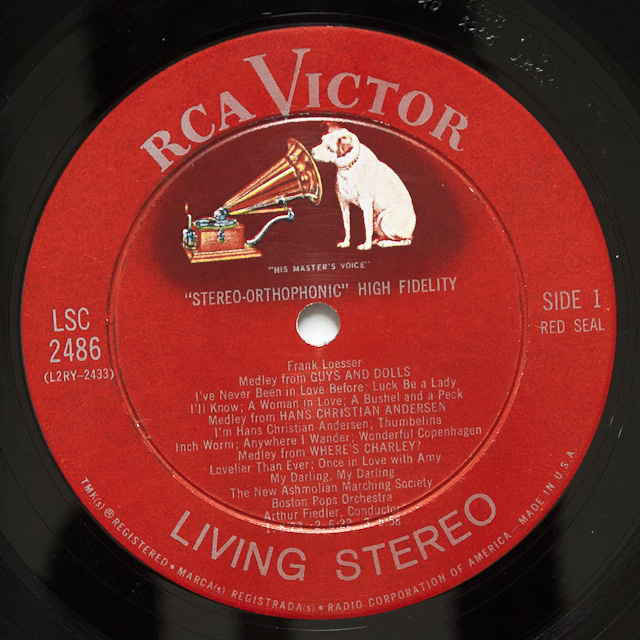 RCA VICTOR
"HIS MASTER'S VOICE"
"STEREO-ORTHOPHONIC" HIGH FIDELITY
LSC
2486
(L2RY-2433)
SIDE 1
RED SEAL
Frank Loesser
Medley from GUYS AND DOLLS
I've Never Been in Love Before; Luck Be a Lady
I'll Know; A Woman in Love; A Bushel and a Peck
Medley from HANS CHRISTIAN ANDERSEN
I'm Hans Christian Andersen; Thumbelina
Inch Worm; Anywhere I Wander; Wonderful Copenhagen
Medley from WHERE'S CHARLEY?
Lovelier Than Ever; Once in Love with Amy
My Darling, My Darling
The New Ashmolian Marching Society
Boston Pops Orchestra
Arthur Fiedler, Conductor
LIVING STEREO
TMK(s) ® REGISTERED • MARCA(s) REGISTRADA(s) • RADIO CORPORATION OF AMERICA — MADE IN U.S.A.